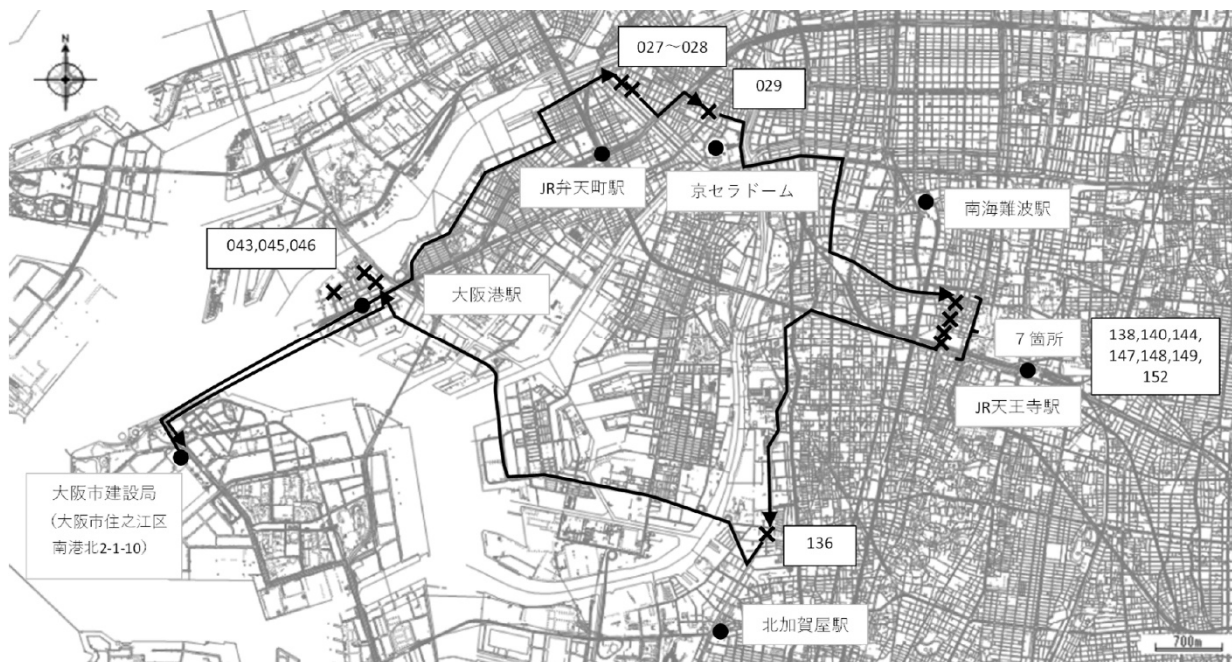 N
027～028
029
JR弁天町駅
京セラドーム
南海難波駅
043,045,046
大阪港駅
7箇所
138,140,144,
147,148,149,
152
JR天王寺駅
大阪市建設局
(大阪市住之江区
南港北2-1-10)
136
北加賀屋駅
700m